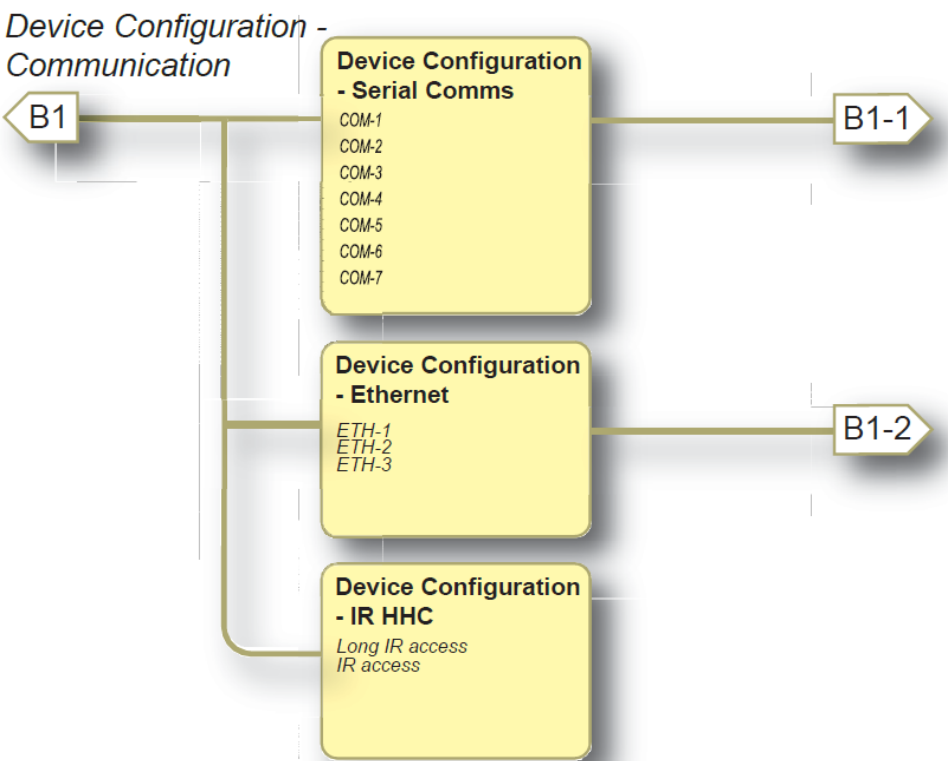 Device Configuration -
Communication
B1
Device Configuration
- Serial Comms
COM-1
COM-2
COM-3
COM-4
COM-5
COM-6
COM-7
B1-1
Device Configuration
- Ethernet
ETH-1
ETH-2
ETH-3
B1-2
Device Configuration
- IR HHC
Long IR access
IR access